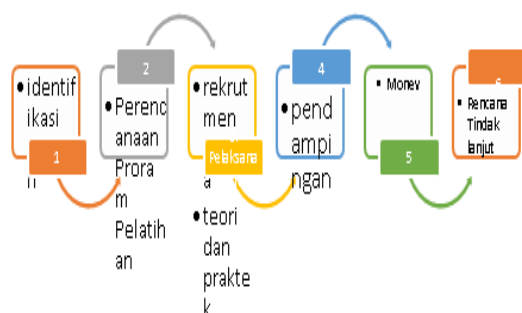 • identif
ikasi
1
2
• Perenc
anaan
Prora
m
Pelatih
an
• rekrut
men
Pelaksana
a
• teori
dan
prakte
k
4
• pend
ampi
ngan
• Monev
5
• Rencana
Tindak
lanjut